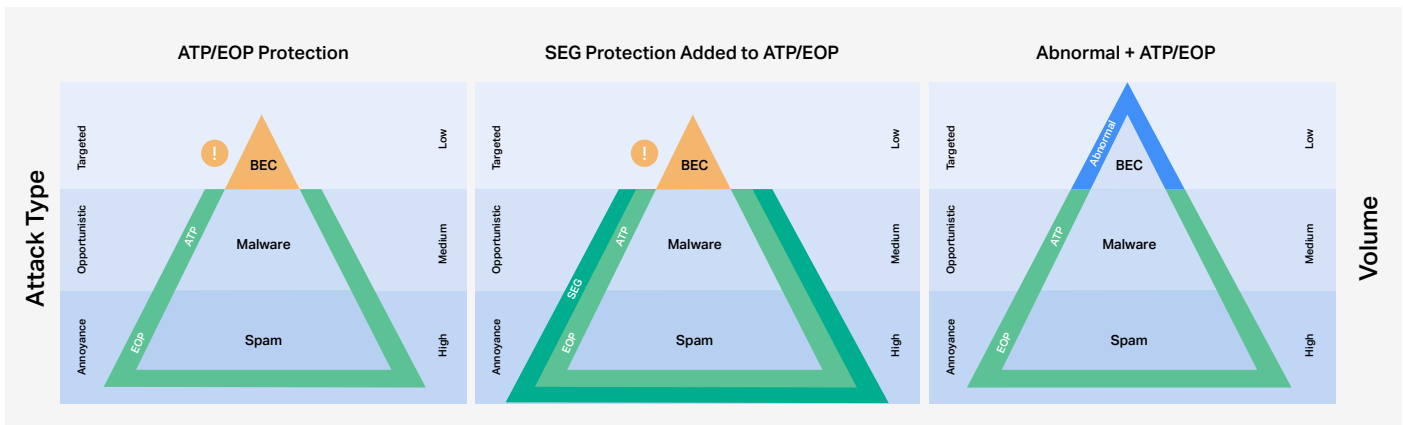 ATP/EOP Protection
SEG Protection Added to ATP/EOP
Abnormal + ATP/EOP
Attack Type
Targeted
Opportunistic
Annoyance
!
BEC
ATP
Malware
EOP
Spam
Low
Medium
High
Targeted
Opportunistic
Annoyance
!
BEC
ATP
Malware
SEG
EOP
Spam
Low
Medium
High
Targeted
Opportunistic
Annoyance
Abnormal
BEC
ATP
Malware
EOP
Spam
Low
Medium
High
Volume